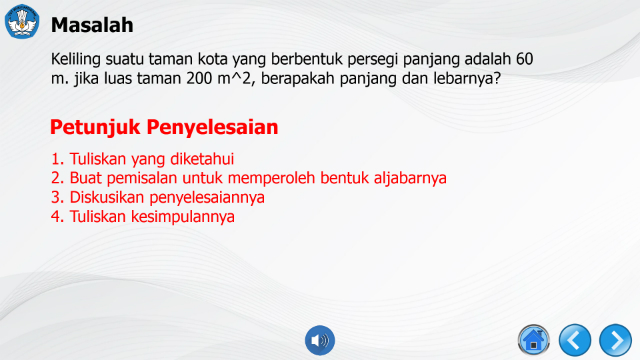 Masalah
Keliling suatu taman kota yang berbentuk persegi panjang adalah 60
m. jika luas taman 200 m^2, berapakah panjang dan lebarnya?
Petunjuk Penyelesaian
1. Tuliskan yang diketahui
2. Buat pemisalan untuk memperoleh bentuk aljabarnya
3. Diskusikan penyelesaiannya
4. Tuliskan kesimpulannya